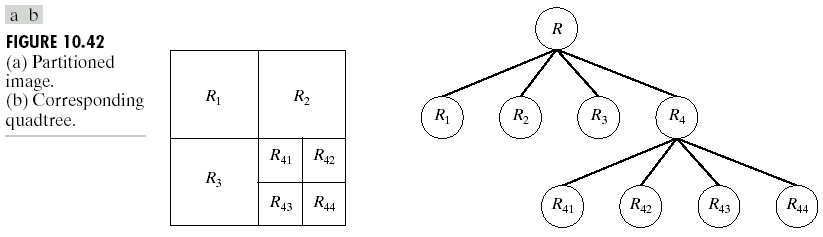 a b
FIGURE 10.42
(a) Partitioned
image.
(b) Corresponding
quadtree.
R1 R2
R3 R41 R42
R43 R44
R
R1 R2 R3 R4
R41 R42 R43 R44